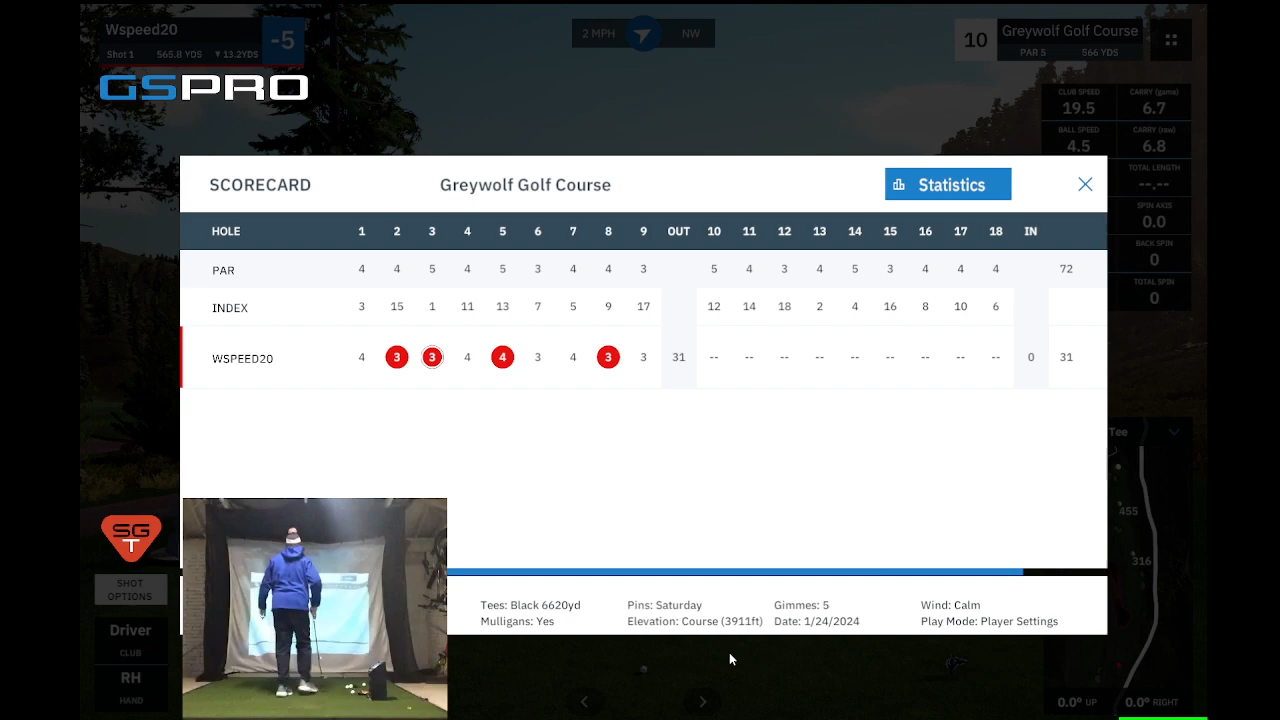 Wspeed20
-5
Shot 1 565.8 YDS ▼ 13.2YDS
GSPRO
2 MPH NW
10 Greywolf Golf Course
PAR 5 566 YDS
CLUB SPEED CARRY (game)
19.5 6.7
BALL SPEED CARRY (raw)
4.5 6.8
TOTAL LENGTH
--.--
SPIN AXIS
0.0
BACK SPIN
0
TOTAL SPIN
0
SCORECARD Greywolf Golf Course Statistics
HOLE 1 2 3 4 5 6 7 8 9 OUT 10 11 12 13 14 15 16 17 18 IN
PAR 4 4 5 4 5 3 4 4 3 5 4 3 4 5 3 4 4 4 72
INDEX 3 15 1 11 13 7 5 9 17 12 14 18 2 4 16 8 10 6
WSPEED20 4 3 3 4 4 3 4 3 3 31 -- -- -- -- -- -- -- -- -- 0 31
Tee
455
316
SGT
SHOT
OPTIONS
Driver
CLUB
RH
HAND
Tees: Black 6620yd Pins: Saturday Gimmes: 5 Wind: Calm
Mulligans: Yes Elevation: Course (3911ft) Date: 1/24/2024 Play Mode: Player Settings
0.0° UP 0.0° RIGHT